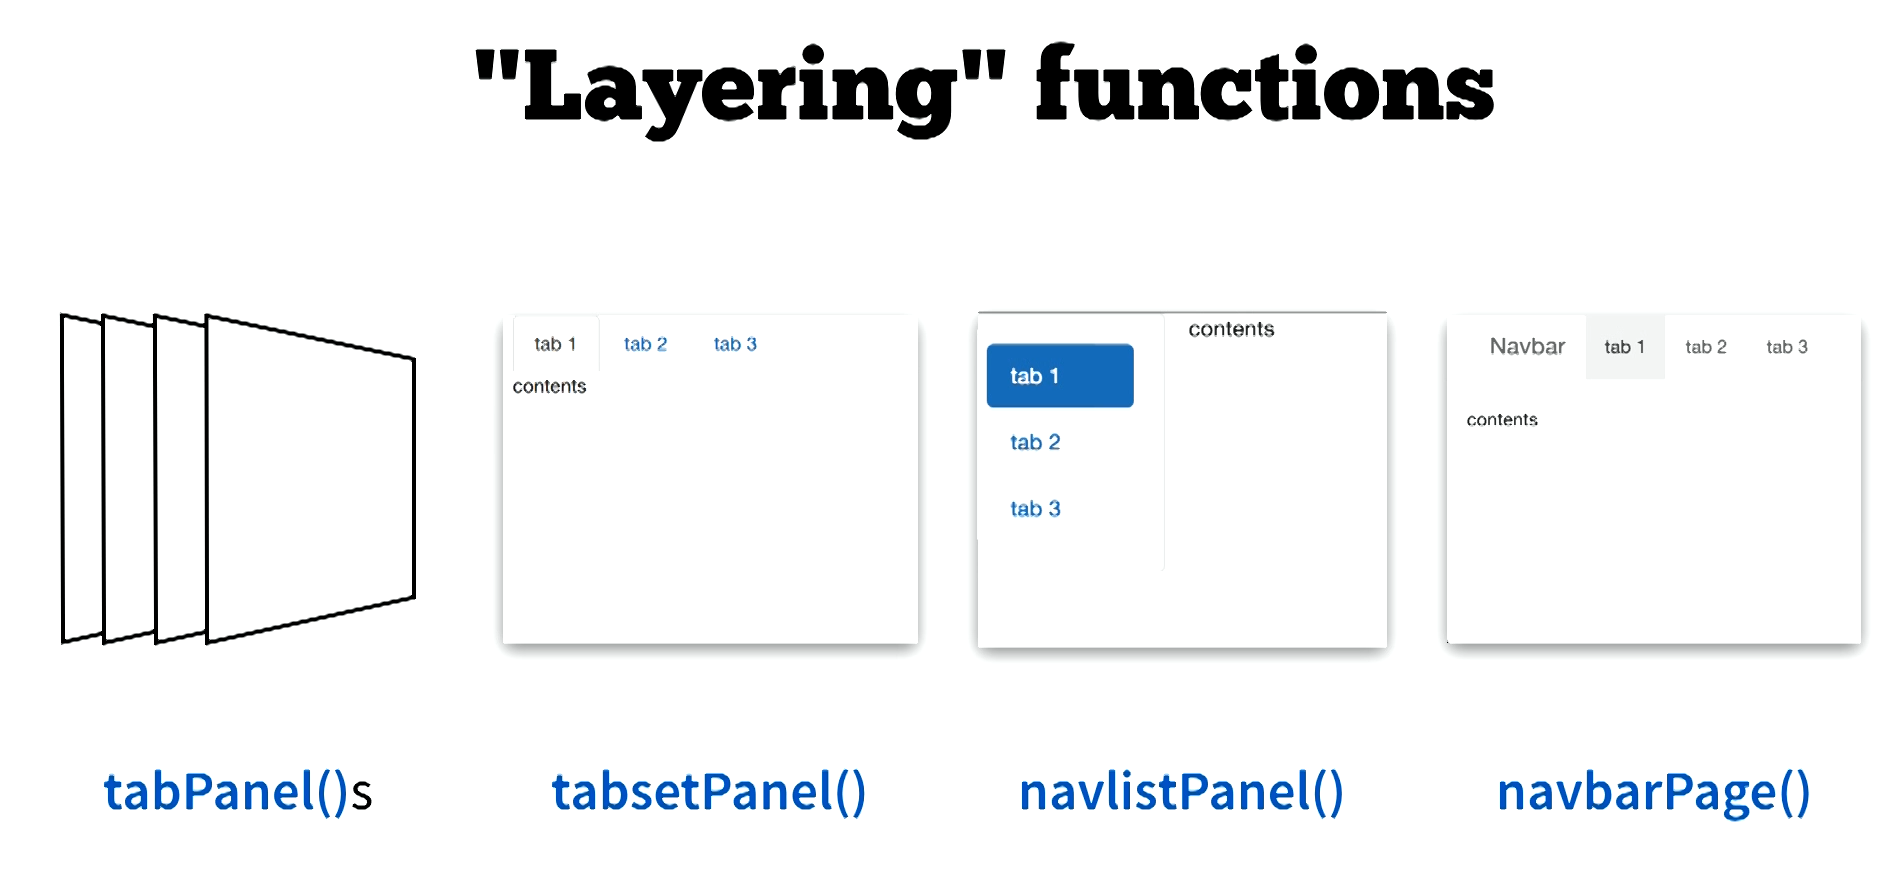 "Layering" functions
tab 1 tab 2 tab 3
contents
contents
tab 1
tab 2
tab 3
Navbar tab 1 tab 2 tab 3
contents
tabPanel()s
tabsetPanel()
navlistPanel()
navbarPage()